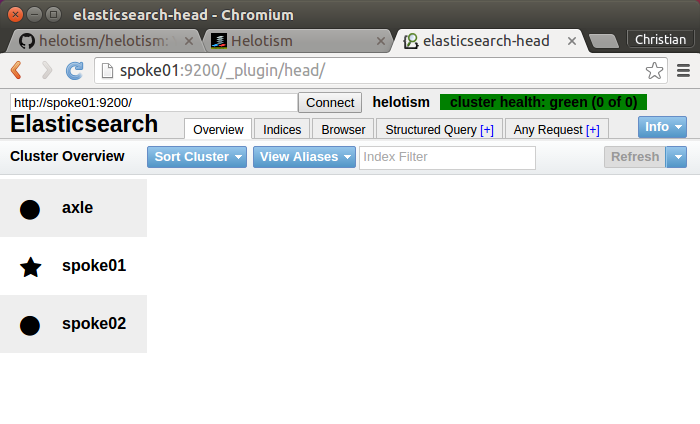 elasticsearch-head - Chromium
helotism/helotism:
Helotism
elasticsearch-head
Christian
spoke01:9200/_plugin/head/
http://spoke01:9200/
Connect
helotism
cluster health: green (0 of 0)
Elasticsearch
Overview
Indices
Browser
Structured Query [+]
Any Request [+]
Info
Cluster Overview
Sort Cluster
View Aliases
Index Filter
Refresh
axle
spoke01
spoke02